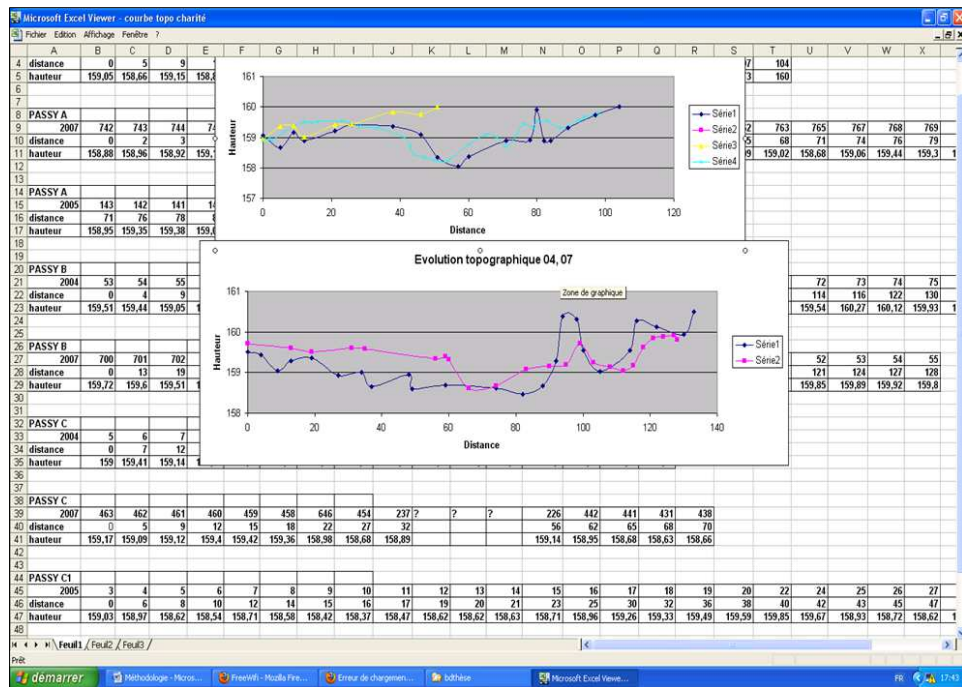 Microsoft Excel Viewer - courbe topo charité
Fichier Edition Affichage Fenêtre ?
A B C D E F G H I J K L M N O P Q R S T U V W X
4 distance 0 5 9 104
5 hauteur 159,05 158,66 159,15 160
6
7
8 PASSY A
9 2007 742 743 744 763 765 767 768 769
10 distance 0 2 3 68 71 74 76 79
11 hauteur 158,88 158,96 158,92 159,02 158,68 159,06 159,44 159,3
12
13
14 PASSY A
15 2005 143 142 141
16 distance 71 76 78
17 hauteur 158,95 159,35 159,38
18
19
20 PASSY B
21 2004 53 54 55 72 73 74 75
22 distance 0 4 9 114 116 122 130
23 hauteur 159,51 159,44 159,05 159,54 160,27 160,12 159,93
24
25
26 PASSY B
27 2007 700 701 702 52 53 54 55
28 distance 0 13 19 121 124 127 128
29 hauteur 159,72 159,6 159,51 159,85 159,89 159,92 159,8
30
31
32 PASSY C
33 2004 5 6 7
34 distance 0 7 12
35 hauteur 159 159,41 159,14
36
37
38 PASSY C
39 2007 463 462 461 460 459 458 646 454 237 ? ? ? 226 442 441 431 438
40 distance 0 5 9 12 15 18 22 27 32 56 62 65 68 70
41 hauteur 159,17 159,09 159,12 159,4 159,42 159,36 158,98 158,68 158,89 159,14 158,95 158,68 158,63 158,66
42
43
44 PASSY C1
45 2005 3 4 5 6 7 8 9 10 11 12 13 14 15 16 17 18 19 20 22 24 25 26 27
46 distance 0 6 8 10 12 14 15 16 17 19 20 21 23 25 30 32 36 38 40 42 43 45 47
47 hauteur 159,03 158,97 158,62 158,54 158,71 158,58 158,42 158,37 158,47 158,62 158,62 158,63 158,71 158,96 159,26 159,33 159,49 159,59 159,85 159,67 158,93 158,72 158,62
48
161
160
159
158
157
Hauteur
0 20 40 60 80 100 120
Distance
Série1
Série2
Série3
Série4
Evolution topographique 04, 07
Zone de graphique
161
160
159
158
Hauteur
0 20 40 60 80 100 120 140
Distance
Série1
Série2
Feuil1 Feuil2 Feuil3
Prêt
démarrer Méthodologie - Micros... FreeWifi - Mozilla Fire... Erreur de chargemen... bdthèse Microsoft Excel Viewe... FR 17:43